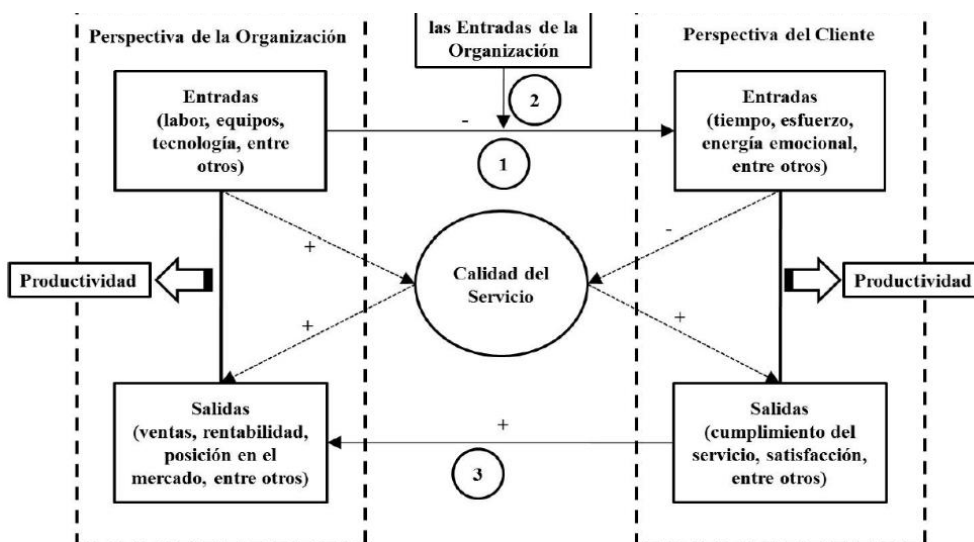 las Entradas de la
Organización
Perspectiva de la Organización
Perspectiva del Cliente
Entradas
(labor, equipos,
tecnología, entre
otros)
-
2
1
Entradas
(tiempo, esfuerzo,
energía emocional,
entre otros)
+
-
Productividad
Calidad del
Servicio
Productividad
+
+
Salidas
(ventas, rentabilidad,
posición en el
mercado, entre otros)
+
3
Salidas
(cumplimiento del
servicio, satisfacción,
entre otros)